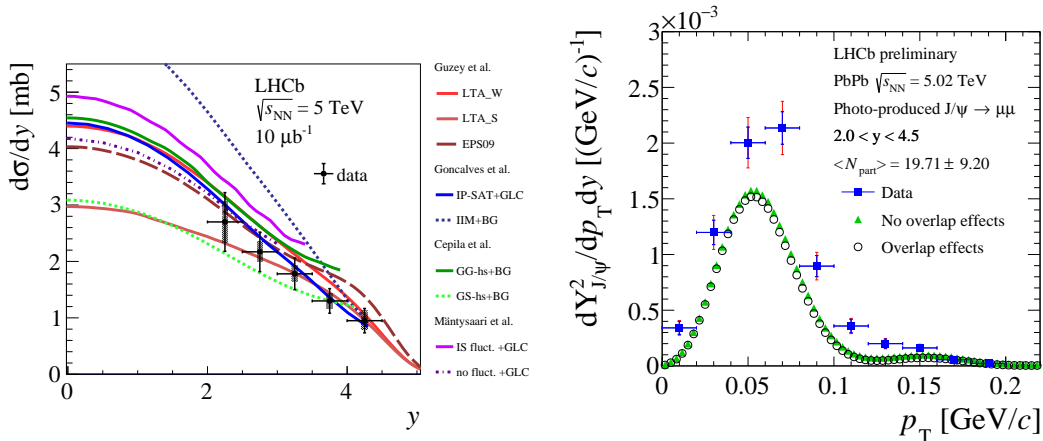 dσ/dy [mb]
5
4
3
2
1
0
0
2
4
y
LHCb
√sNN = 5 TeV
10 μb-1
data
Guzey et al.
LTA_W
LTA_S
EPS09
Goncalves et al.
IP-SAT+GLC
IIM+BG
Cepila et al.
GG-hs+BG
GS-hs+BG
Mäntysaari et al.
IS fluct. +GLC
no fluct. +GLC
×10−3
dY²J/ψ/dpTdy [(GeV/c)-1]
3
2.5
2
1.5
1
0.5
0
0
0.05
0.1
0.15
0.2
pT [GeV/c]
LHCb preliminary
PbPb √sNN = 5.02 TeV
Photo-produced J/ψ → μμ
2.0 < y < 4.5
<Npart> = 19.71 ± 9.20
Data
No overlap effects
Overlap effects